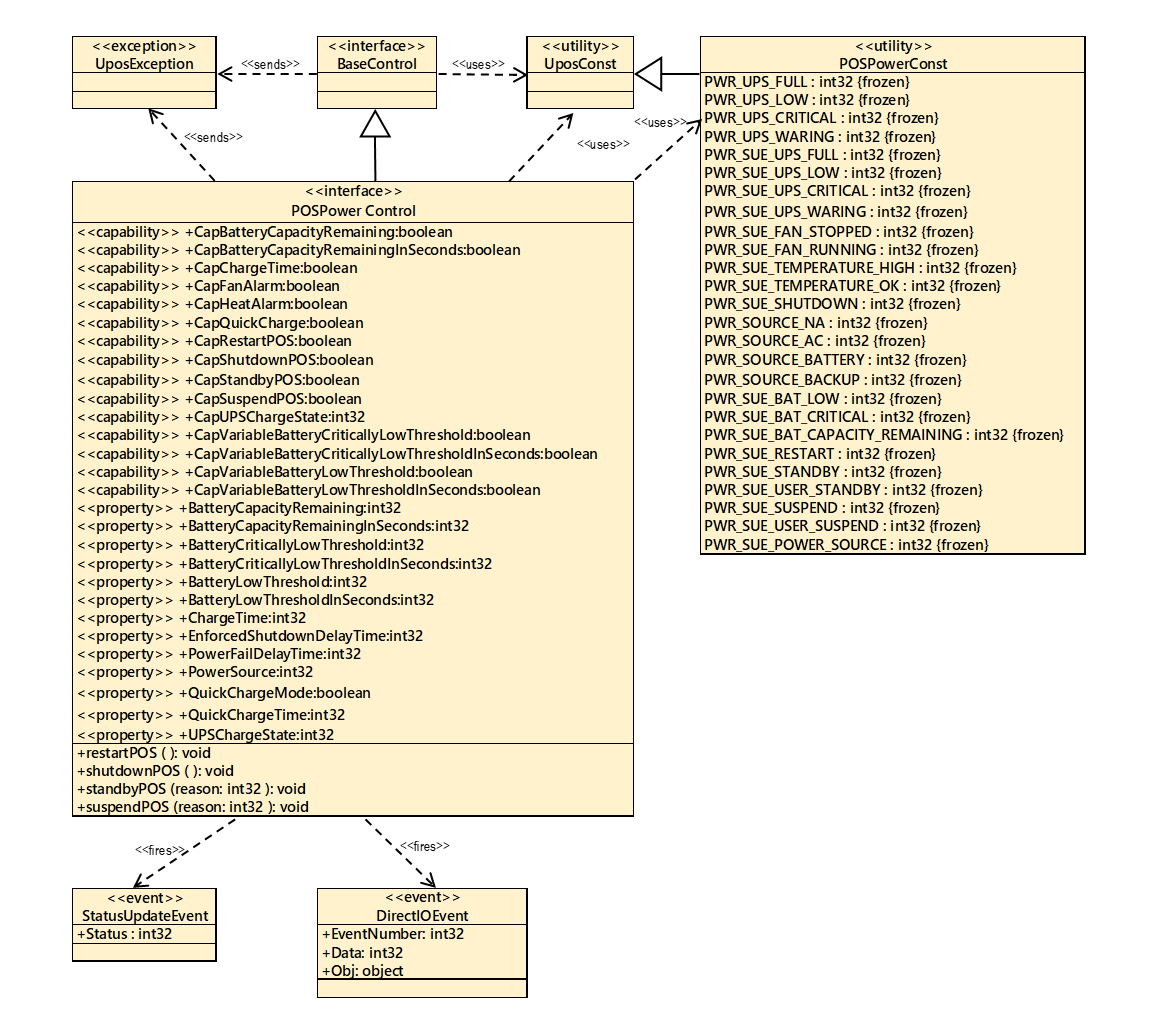 <<exception>>
UposException
<<sends>>
<<interface>>
BaseControl
<<uses>>
<<utility>>
UposConst
<<utility>>
POSPowerConst
PWR_UPS_FULL : int32 {frozen}
PWR_UPS_LOW : int32 {frozen}
PWR_UPS_CRITICAL : int32 {frozen}
PWR_UPS_WARING : int32 {frozen}
PWR_SUE_UPS_FULL : int32 {frozen}
PWR_SUE_UPS_LOW : int32 {frozen}
PWR_SUE_UPS_CRITICAL : int32 {frozen}
PWR_SUE_UPS_WARING : int32 {frozen}
PWR_SUE_FAN_STOPPED : int32 {frozen}
PWR_SUE_FAN_RUNNING : int32 {frozen}
PWR_SUE_TEMPERATURE_HIGH : int32 {frozen}
PWR_SUE_TEMPERATURE_OK : int32 {frozen}
PWR_SUE_SHUTDOWN : int32 {frozen}
PWR_SOURCE_NA : int32 {frozen}
PWR_SOURCE_AC : int32 {frozen}
PWR_SOURCE_BATTERY : int32 {frozen}
PWR_SOURCE_BACKUP : int32 {frozen}
PWR_SUE_BAT_LOW : int32 {frozen}
PWR_SUE_BAT_CRITICAL : int32 {frozen}
PWR_SUE_BAT_CAPACITY_REMAINING : int32 {frozen}
PWR_SUE_RESTART : int32 {frozen}
PWR_SUE_STANDBY : int32 {frozen}
PWR_SUE_USER_STANDBY : int32 {frozen}
PWR_SUE_SUSPEND : int32 {frozen}
PWR_SUE_USER_SUSPEND : int32 {frozen}
PWR_SUE_POWER_SOURCE : int32 {frozen}
<<sends>>
<<uses>>
<<uses>>
<<interface>>
POSPower Control
<<capability>> +CapBatteryCapacityRemaining:boolean
<<capability>> +CapBatteryCapacityRemainingInSeconds:boolean
<<capability>> +CapChargeTime:boolean
<<capability>> +CapFanAlarm:boolean
<<capability>> +CapHeatAlarm:boolean
<<capability>> +CapQuickCharge:boolean
<<capability>> +CapRestartPOS:boolean
<<capability>> +CapShutdownPOS:boolean
<<capability>> +CapStandbyPOS:boolean
<<capability>> +CapSuspendPOS:boolean
<<capability>> +CapUPSChargeState:int32
<<capability>> +CapVariableBatteryCriticallyLowThreshold:boolean
<<capability>> +CapVariableBatteryCriticallyLowThresholdInSeconds:boolean
<<capability>> +CapVariableBatteryLowThreshold:boolean
<<capability>> +CapVariableBatteryLowThresholdInSeconds:boolean
<<property>> +BatteryCapacityRemaining:int32
<<property>> +BatteryCapacityRemainingInSeconds:int32
<<property>> +BatteryCriticallyLowThreshold:int32
<<property>> +BatteryCriticallyLowThresholdInSeconds:int32
<<property>> +BatteryLowThreshold:int32
<<property>> +BatteryLowThresholdInSeconds:int32
<<property>> +ChargeTime:int32
<<property>> +EnforcedShutdownDelayTime:int32
<<property>> +PowerFailDelayTime:int32
<<property>> +PowerSource:int32
<<property>> +QuickChargeMode:boolean
<<property>> +QuickChargeTime:int32
<<property>> +UPSChargeState:int32
+restartPOS ( ): void
+shutdownPOS ( ): void
+standbyPOS (reason: int32 ): void
+suspendPOS (reason: int32 ): void
<<fires>>
<<fires>>
<<event>>
StatusUpdateEvent
+Status : int32
<<event>>
DirectIOEvent
+EventNumber: int32
+Data: int32
+Obj: object